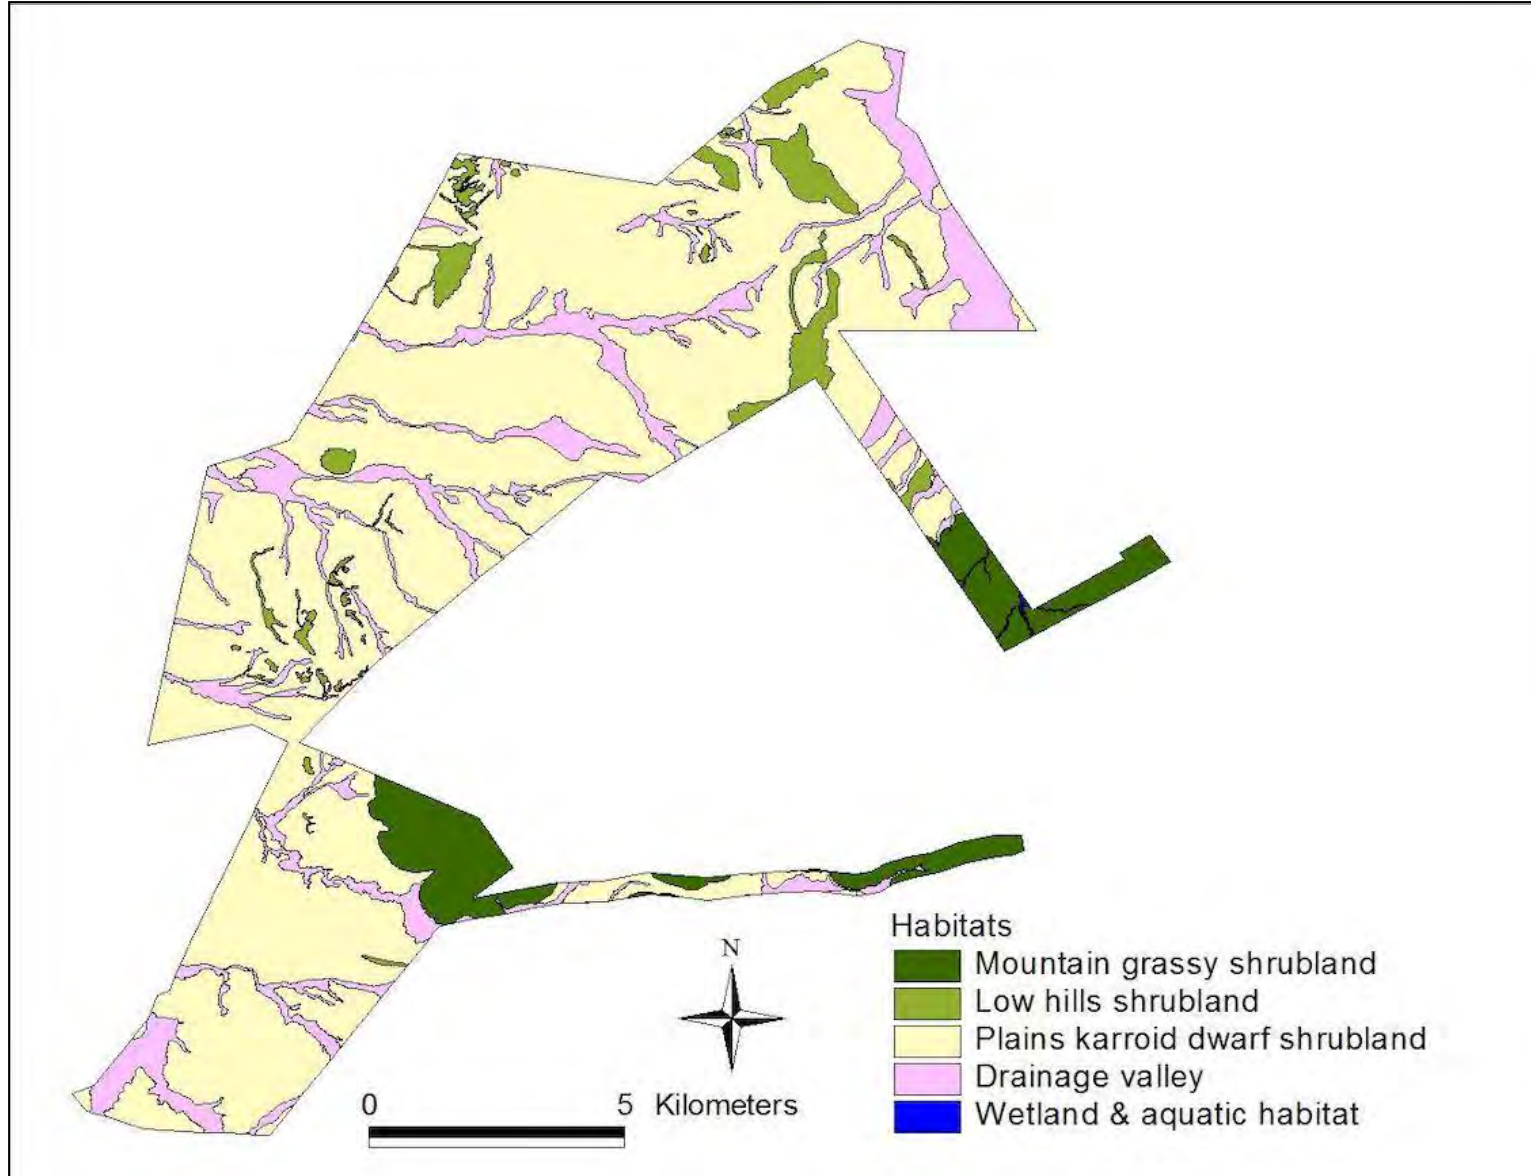 Habitats
Mountain grassy shrubland
Low hills shrubland
Plains karroid dwarf shrubland
Drainage valley
Wetland & aquatic habitat
N
0 5 Kilometers